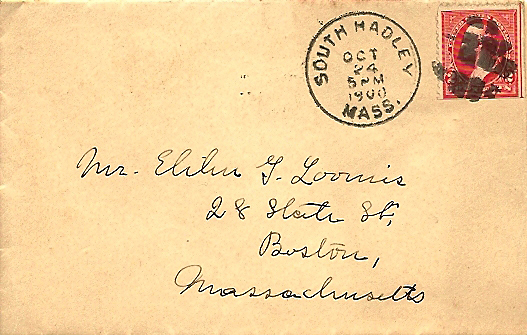 SOUTH HADLEY
OCT
24
5 PM
1900
MASS.
Mr. Elihu G. Loomis
28 State St,
Boston,
Massachusetts